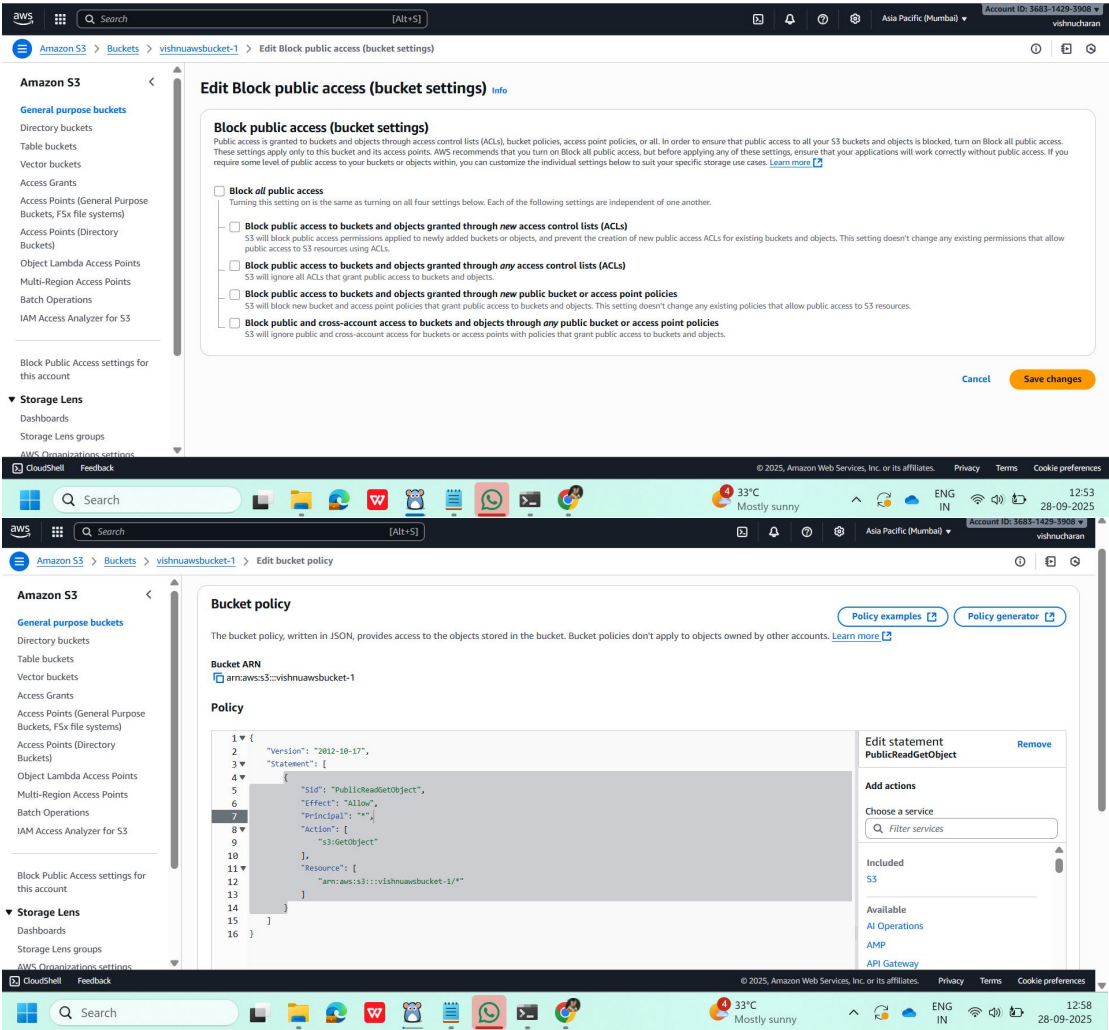 aws
Search
[Alt+S]
Asia Pacific (Mumbai)
Account ID: 3683-1429-3908
vishnucharan
Amazon S3 > Buckets > vishnuawsbucket-1 > Edit Block public access (bucket settings)
Amazon S3
General purpose buckets
Directory buckets
Table buckets
Vector buckets
Access Grants
Access Points (General Purpose
Buckets, FSx file systems)
Access Points (Directory
Buckets)
Object Lambda Access Points
Multi-Region Access Points
Batch Operations
IAM Access Analyzer for S3
Block Public Access settings for
this account
Storage Lens
Dashboards
Storage Lens groups
AWS Organizations settings
Edit Block public access (bucket settings) Info
Block public access (bucket settings)
Public access is granted to buckets and objects through access control lists (ACLs), bucket policies, access point policies, or all. In order to ensure that public access to all your S3 buckets and objects is blocked, turn on Block all public access.
These settings apply only to this bucket and its access points. AWS recommends that you turn on Block all public access, but before applying any of these settings, ensure that your applications will work correctly without public access. If you
require some level of public access to your buckets or objects within, you can customize the individual settings below to suit your specific storage use cases. Learn more
Block all public access
Turning this setting on is the same as turning on all four settings below. Each of the following settings are independent of one another.
Block public access to buckets and objects granted through new access control lists (ACLs)
S3 will block public access permissions applied to newly added buckets or objects, and prevent the creation of new public access ACLs for existing buckets and objects. This setting doesn't change any existing permissions that allow
public access to S3 resources using ACLs.
Block public access to buckets and objects granted through any access control lists (ACLs)
S3 will ignore all ACLs that grant public access to buckets and objects.
Block public access to buckets and objects granted through new public bucket or access point policies
S3 will block new bucket and access point policies that grant public access to buckets and objects. This setting doesn't change any existing policies that allow public access to S3 resources.
Block public and cross-account access to buckets and objects through any public bucket or access point policies
S3 will ignore public and cross-account access for buckets or access points with policies that grant public access to buckets and objects.
Cancel
Save changes
CloudShell Feedback
© 2025, Amazon Web Services, Inc. or its affiliates. Privacy Terms Cookie preferences
Search
4
33°C
Mostly sunny
ENG
IN
12:53
28-09-2025
aws
Search
[Alt+S]
Asia Pacific (Mumbai)
Account ID: 3683-1429-3908
vishnucharan
Amazon S3 > Buckets > vishnuawsbucket-1 > Edit bucket policy
Amazon S3
General purpose buckets
Directory buckets
Table buckets
Vector buckets
Access Grants
Access Points (General Purpose
Buckets, FSx file systems)
Access Points (Directory
Buckets)
Object Lambda Access Points
Multi-Region Access Points
Batch Operations
IAM Access Analyzer for S3
Block Public Access settings for
this account
Storage Lens
Dashboards
Storage Lens groups
AWS Organizations settings
Bucket policy
Policy examples
Policy generator
The bucket policy, written in JSON, provides access to the objects stored in the bucket. Bucket policies don't apply to objects owned by other accounts. Learn more
Bucket ARN
arn:aws:s3:::vishnuawsbucket-1
Policy
1 {
2 "Version": "2012-10-17",
3 "Statement": [
4 {
5 "Sid": "PublicReadGetObject",
6 "Effect": "Allow",
7 "Principal": "*",
8 "Action": [
9 "s3:GetObject"
10 ],
11 "Resource": [
12 "arn:aws:s3:::vishnuawsbucket-1/*"
13 ]
14 }
15 ]
16 }
Edit statement
Remove
PublicReadGetObject
Add actions
Choose a service
Filter services
Included
S3
Available
AI Operations
AMP
API Gateway
CloudShell Feedback
© 2025, Amazon Web Services, Inc. or its affiliates. Privacy Terms Cookie preferences
Search
4
33°C
Mostly sunny
ENG
IN
12:58
28-09-2025